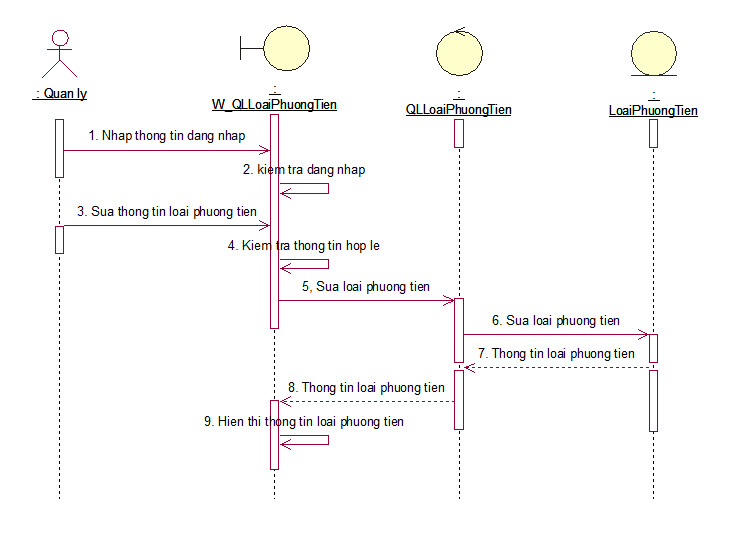 : Quan ly
:
W_QLLoaiPhuongTien
:
QLLoaiPhuongTien
:
LoaiPhuongTien
1. Nhap thong tin dang nhap
2. kiem tra dang nhap
3. Sua thong tin loai phuong tien
4. Kiem tra thong tin hop le
5, Sua loai phuong tien
6. Sua loai phuong tien
7. Thong tin loai phuong tien
8. Thong tin loai phuong tien
9. Hien thi thong tin loai phuong tien